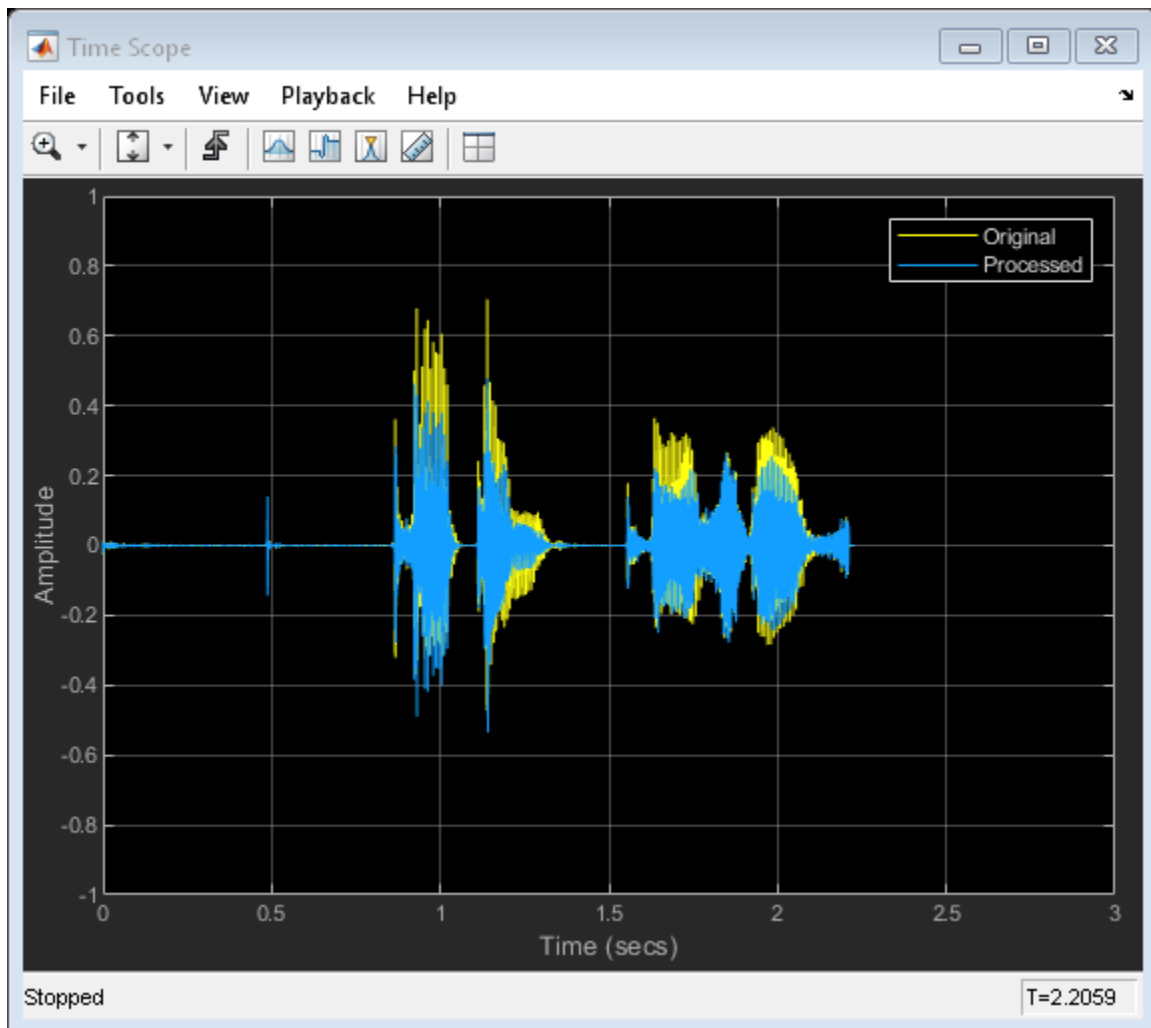 Time Scope
File Tools View Playback Help
1
0.8
0.6
0.4
0.2
0
-0.2
-0.4
-0.6
-0.8
-1
Amplitude
Original
Processed
0 0.5 1 1.5 2 2.5 3
Time (secs)
Stopped T=2.2059